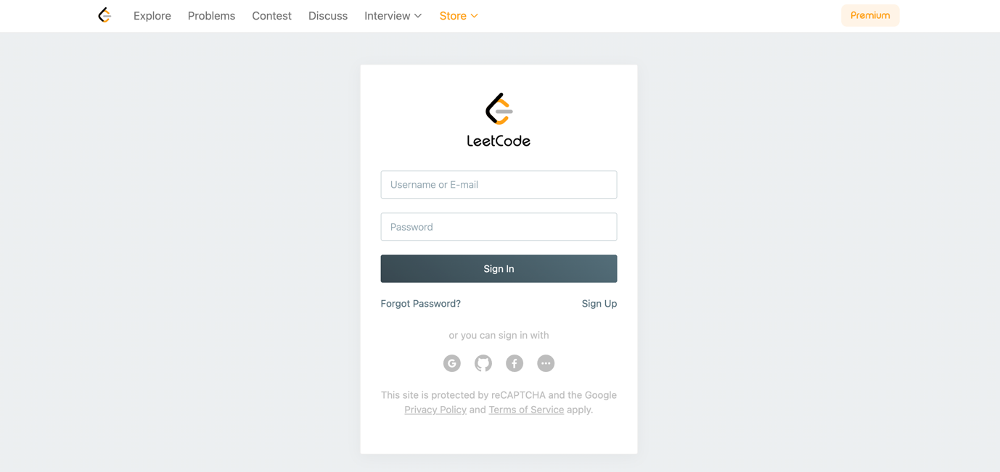 Explore Problems Contest Discuss Interview Store Premium
LeetCode
Username or E-mail
Password
Sign In
Forgot Password? Sign Up
or you can sign in with
This site is protected by reCAPTCHA and the Google
Privacy Policy and Terms of Service apply.